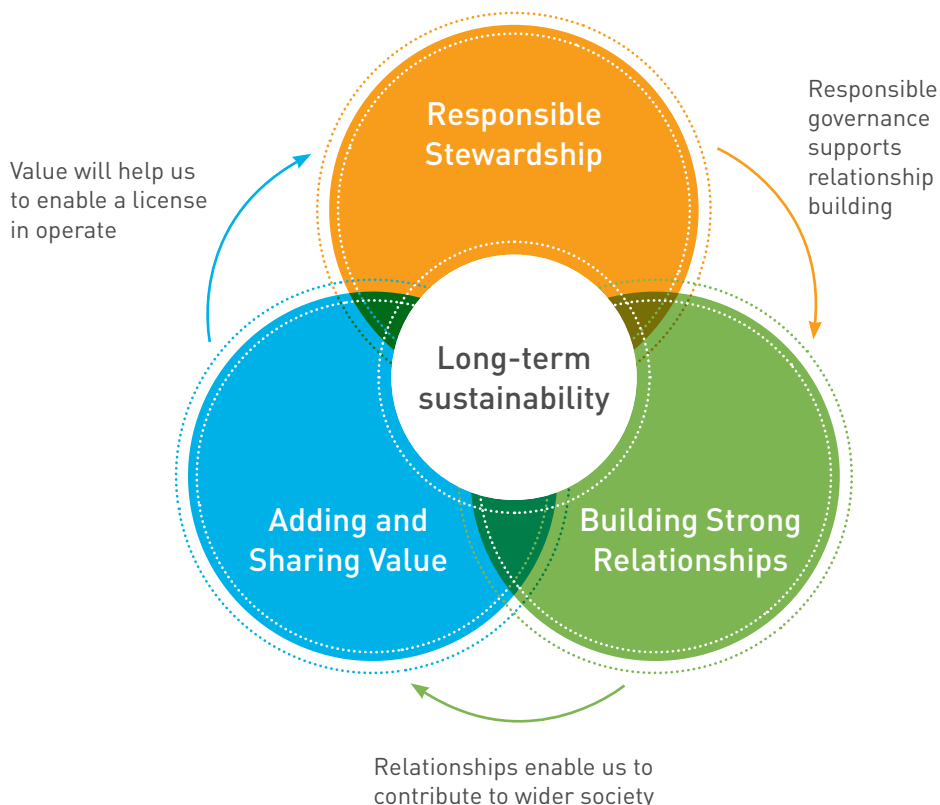 Responsible
Stewardship
Responsible
governance
supports
relationship
building
Value will help us
to enable a license
in operate
Long-term
sustainability
Adding and
Sharing Value
Building Strong
Relationships
Relationships enable us to
contribute to wider society